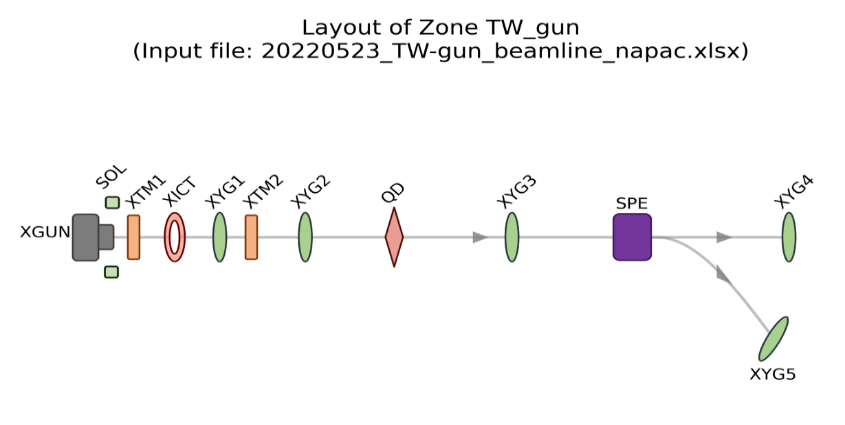 Layout of Zone TW_gun
(Input file: 20220523_TW-gun_beamline_napac.xlsx)
XGUN
SOL
XTM1
XICT
XYG1
XTM2
XYG2
QD
XYG3
SPE
XYG4
XYG5